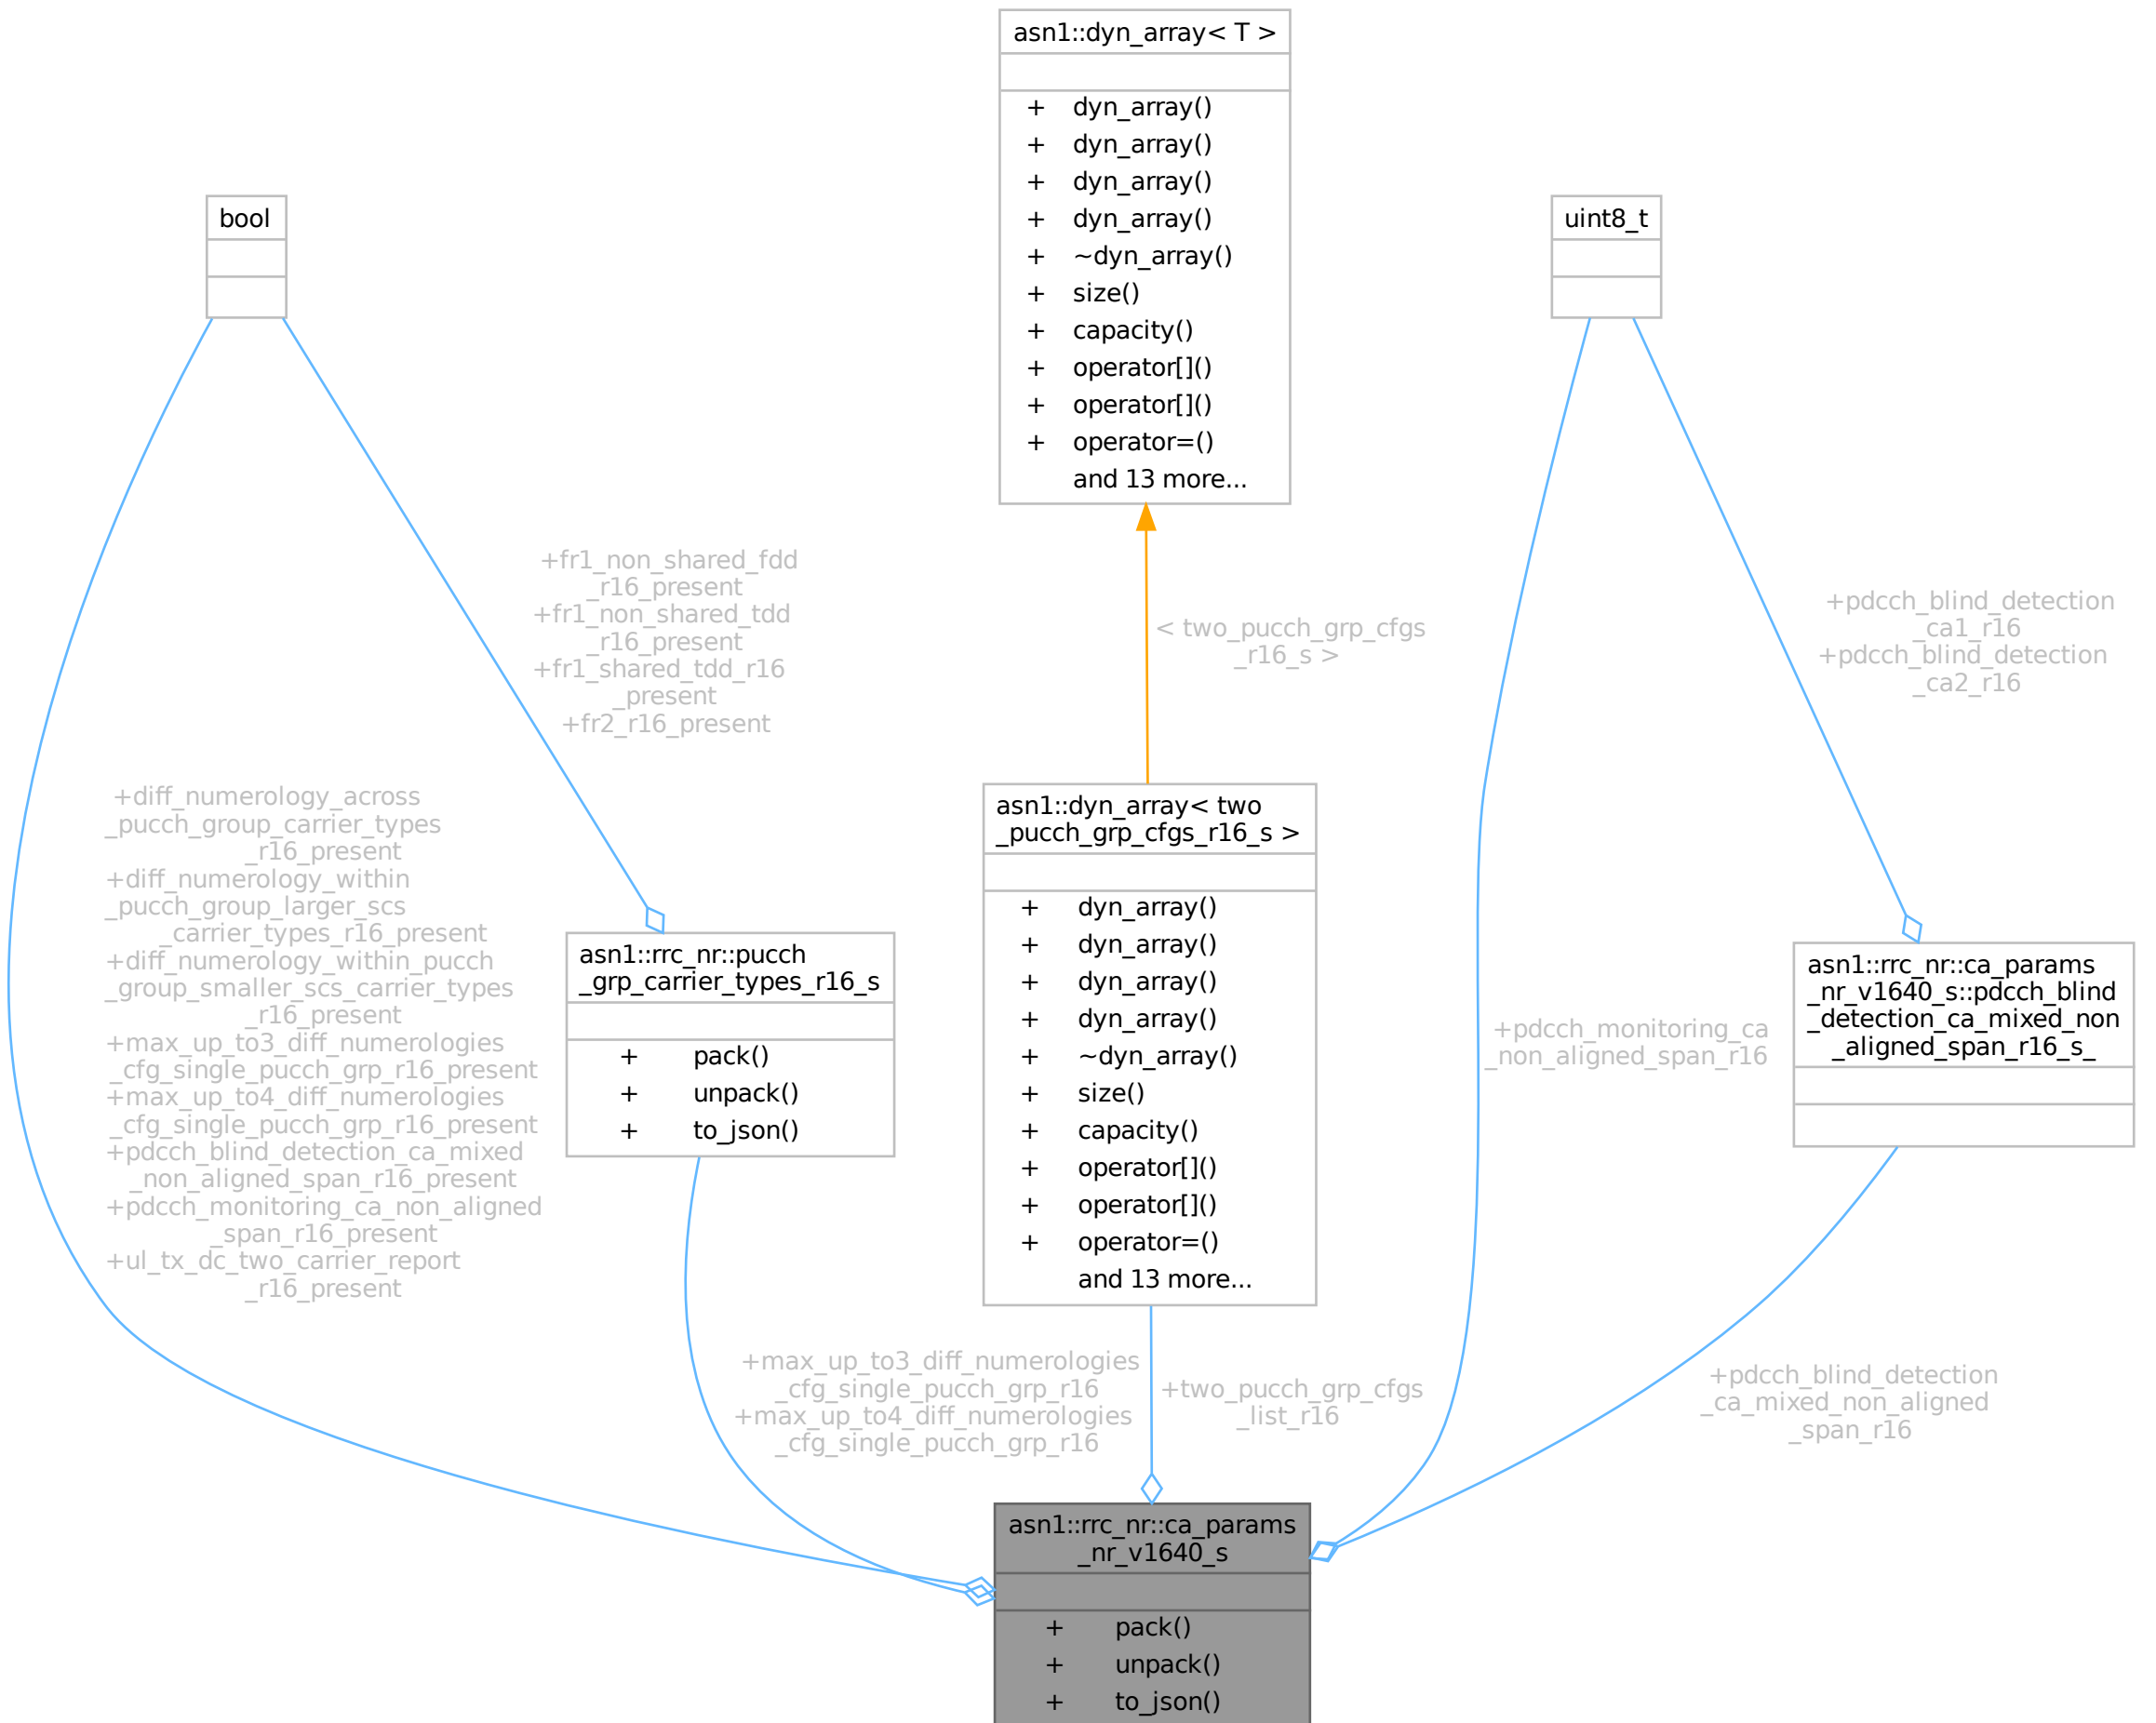 asn1::dyn_array< T >
+ dyn_array()
+ dyn_array()
+ dyn_array()
+ dyn_array()
+ ~dyn_array()
+ size()
+ capacity()
+ operator[]()
+ operator[]()
+ operator=()
and 13 more...
bool
uint8_t
+fr1_non_shared_fdd
_r16_present
+fr1_non_shared_tdd
_r16_present
+fr1_shared_tdd_r16
_present
+fr2_r16_present
< two_pucch_grp_cfgs
_r16_s >
+pdcch_blind_detection
_ca1_r16
+pdcch_blind_detection
_ca2_r16
+diff_numerology_across
_pucch_group_carrier_types
_r16_present
+diff_numerology_within
_pucch_group_larger_scs
_carrier_types_r16_present
+diff_numerology_within_pucch
_group_smaller_scs_carrier_types
_r16_present
+max_up_to3_diff_numerologies
_cfg_single_pucch_grp_r16_present
+max_up_to4_diff_numerologies
_cfg_single_pucch_grp_r16_present
+pdcch_blind_detection_ca_mixed
_non_aligned_span_r16_present
+pdcch_monitoring_ca_non_aligned
_span_r16_present
+ul_tx_dc_two_carrier_report
_r16_present
asn1::rrc_nr::pucch
_grp_carrier_types_r16_s
+ pack()
+ unpack()
+ to_json()
asn1::dyn_array< two
_pucch_grp_cfgs_r16_s >
+ dyn_array()
+ dyn_array()
+ dyn_array()
+ dyn_array()
+ ~dyn_array()
+ size()
+ capacity()
+ operator[]()
+ operator[]()
+ operator=()
and 13 more...
+pdcch_monitoring_ca
_non_aligned_span_r16
asn1::rrc_nr::ca_params
_nr_v1640_s::pdcch_blind
_detection_ca_mixed_non
_aligned_span_r16_s_
+max_up_to3_diff_numerologies
_cfg_single_pucch_grp_r16
+max_up_to4_diff_numerologies
_cfg_single_pucch_grp_r16
+two_pucch_grp_cfgs
_list_r16
+pdcch_blind_detection
_ca_mixed_non_aligned
_span_r16
asn1::rrc_nr::ca_params
_nr_v1640_s
+ pack()
+ unpack()
+ to_json()